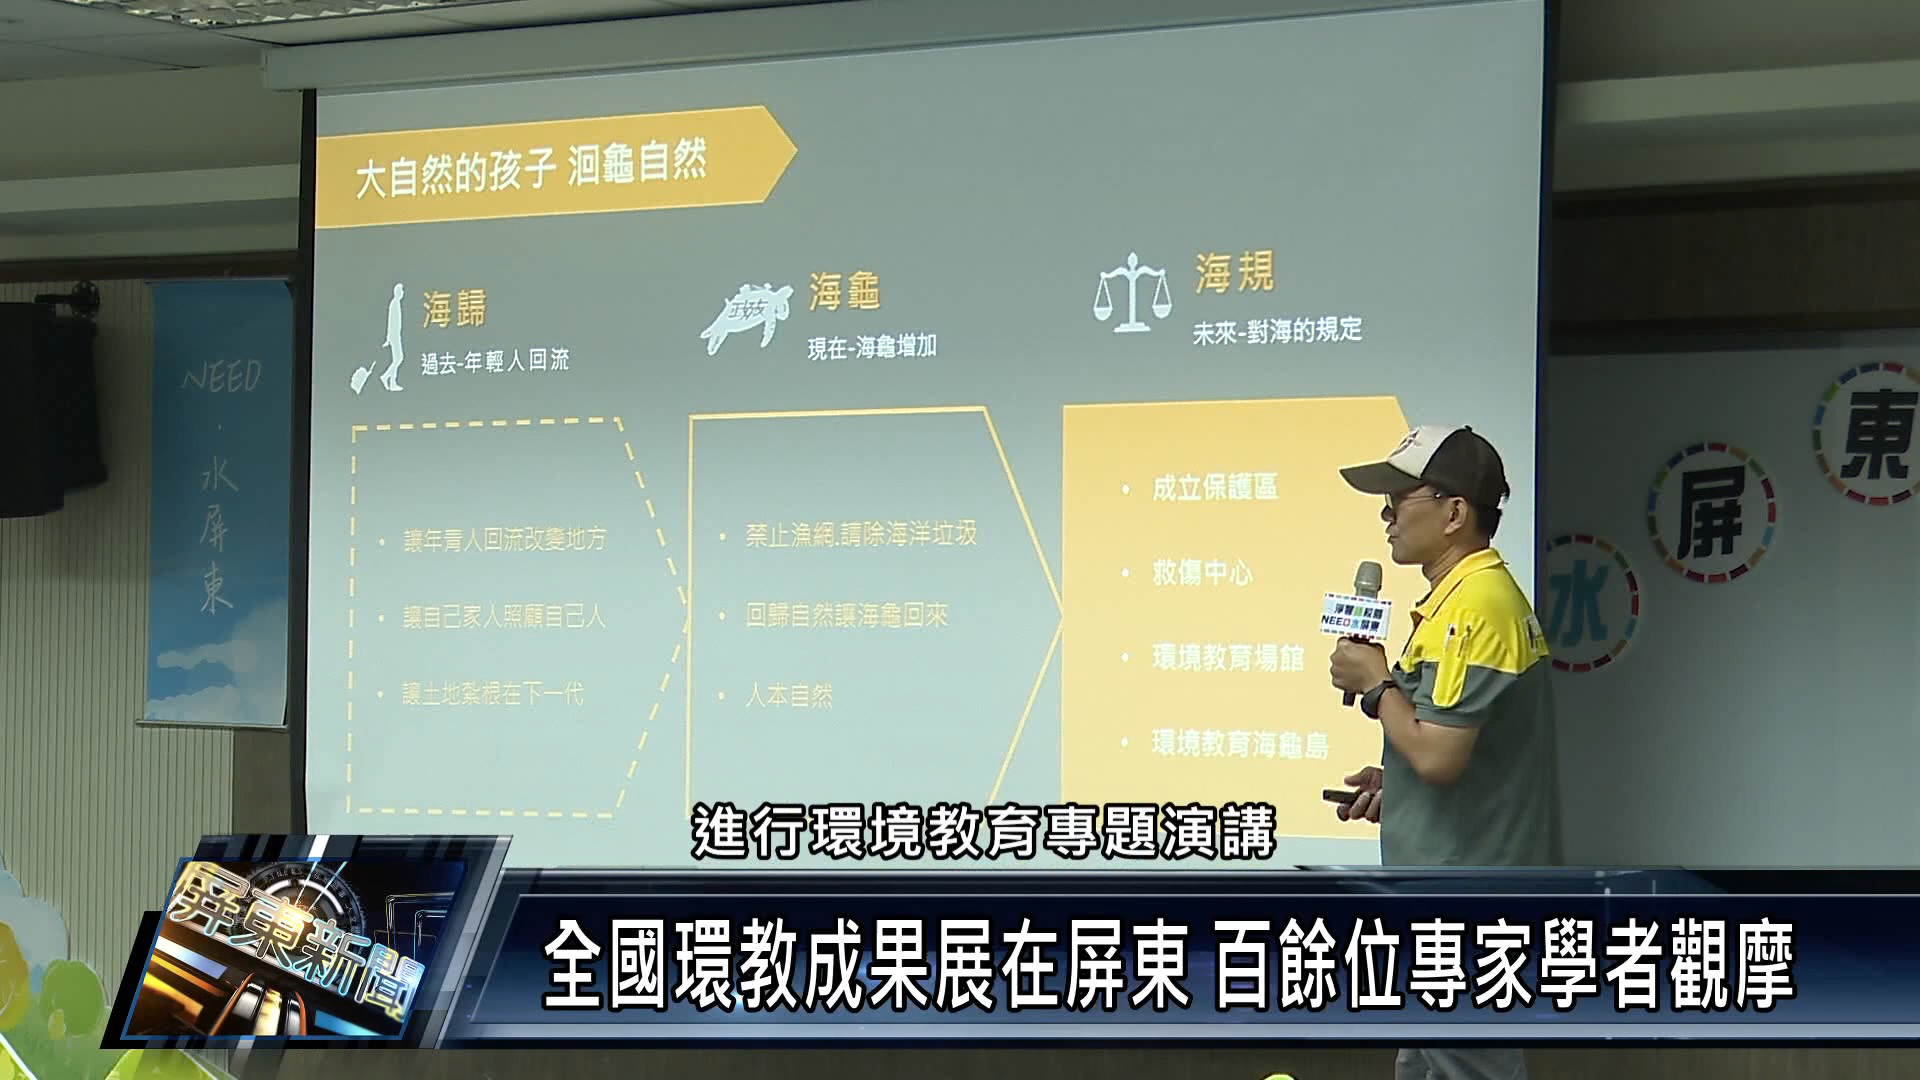 大自然的孩子 洄龜自然
海歸
過去-年輕人回流
海龜
現在-海龜增加
海規
未來-對海的規定
• 讓年青人回流改變地方
• 讓自己家人照顧自己人
• 讓土地紮根在下一代
• 禁止漁網.請除海洋垃圾
• 回歸自然讓海龜回來
• 人本自然
• 成立保護區
• 救傷中心
• 環境教育場館
• 環境教育海龜島
NEED
·
水
屏
東
東
屏
水
NEED水屏東
進行環境教育專題演講
屏東新聞
全國環教成果展在屏東 百餘位專家學者觀摩